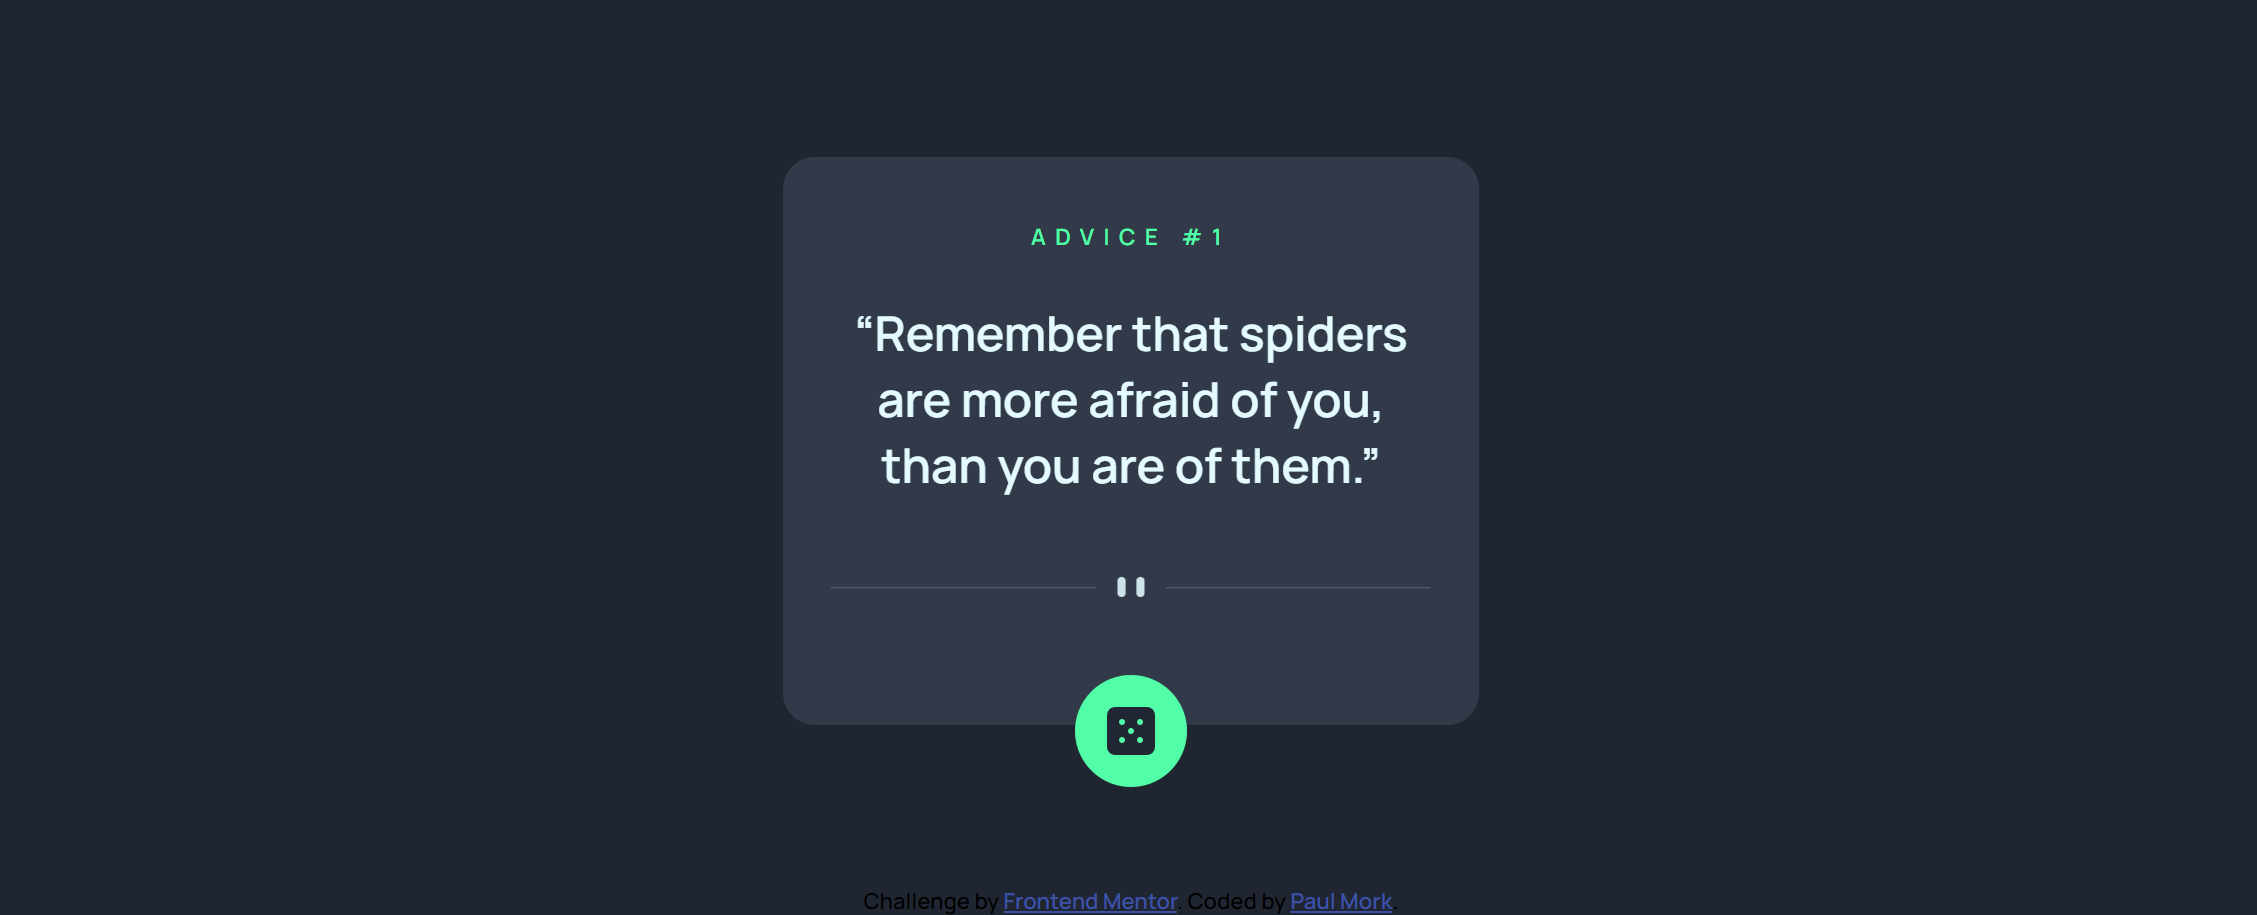 ADVICE #1
“Remember that spiders
are more afraid of you,
than you are of them.”
Challenge by Frontend Mentor. Coded by Paul Mork.